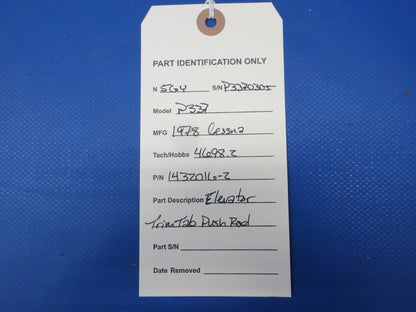 PART IDENTIFICATION ONLY
N 5G4 S/N P3370305
Model P337
MFG 1978 Cessna
Tach/Hobbs 4698.2
P/N 1432016-2
Part Description Elevator
Trim Tab Push Rod
Part S/N
Date Removed